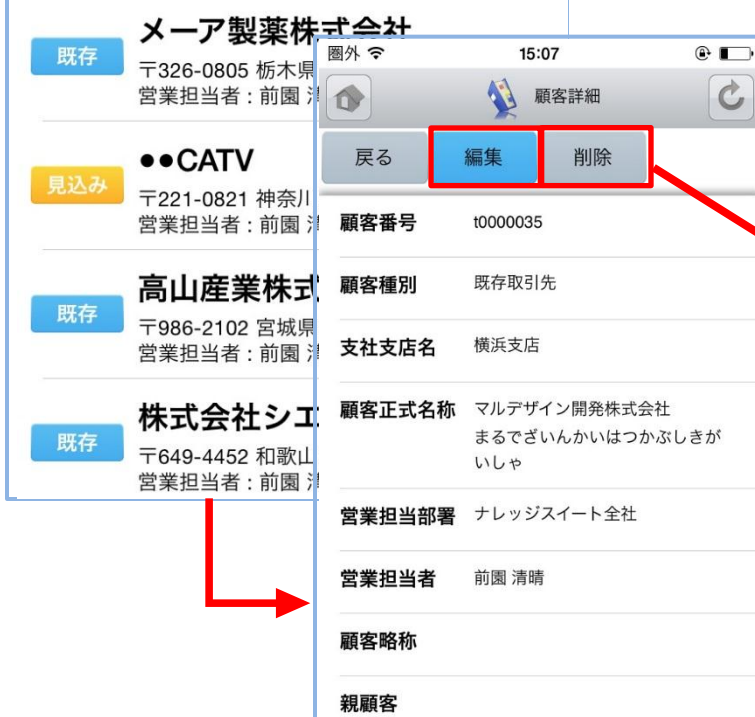 メーア製薬株式会社
既存
〒326-0805 栃木県
営業担当者：前園
●●CATV
見込み
〒221-0821 神奈川
営業担当者：前園
高山産業株式
既存
〒986-2102 宮城県
営業担当者：前園
株式会社シエ
既存
〒649-4452 和歌山
営業担当者：前園
圏外 15:07
顧客詳細
戻る 編集 削除
顧客番号 t0000035
顧客種別 既存取引先
支社支店名 横浜支店
顧客正式名称 マルデザイン開発株式会社
まるでざいんかいはつかぶしきが
いしゃ
営業担当部署 ナレッジスイート全社
営業担当者 前園 清晴
顧客略称
親顧客